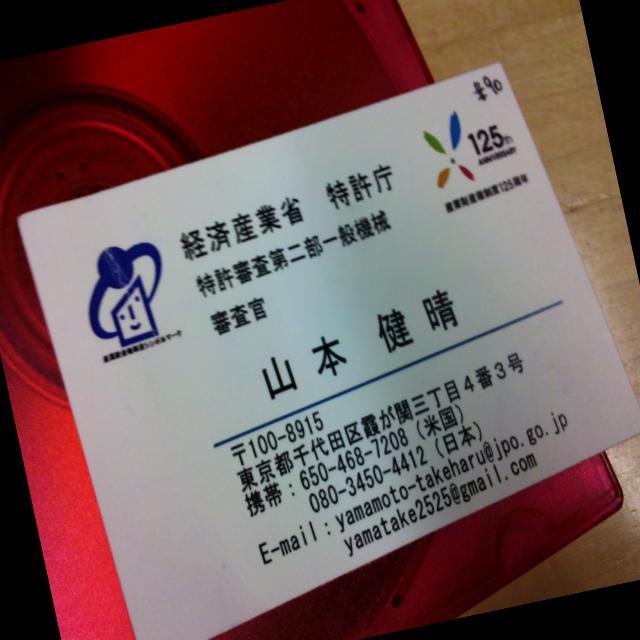 125th
ANNIVERSARY
産業財産権制度125周年
経済産業省 特許庁
特許審査第二部一般機械
審査官
山本 健晴
〒100-8915
東京都千代田区霞が関三丁目4番3号
携帯：650-468-7208（米国）
080-3450-4412（日本）
E-mail：yamamoto-takeharu@jpo.go.jp
yamatake2525@gmail.com